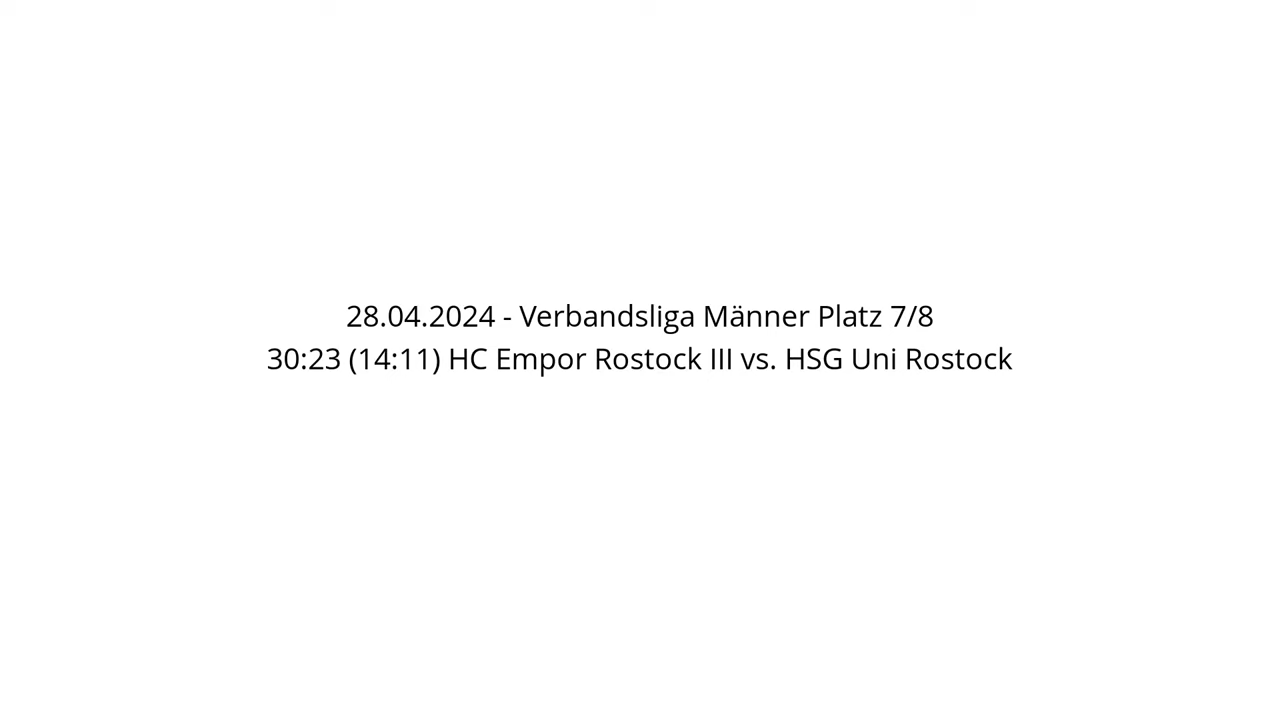 28.04.2024 - Verbandsliga Männer Platz 7/8
30:23 (14:11) HC Empor Rostock III vs. HSG Uni Rostock